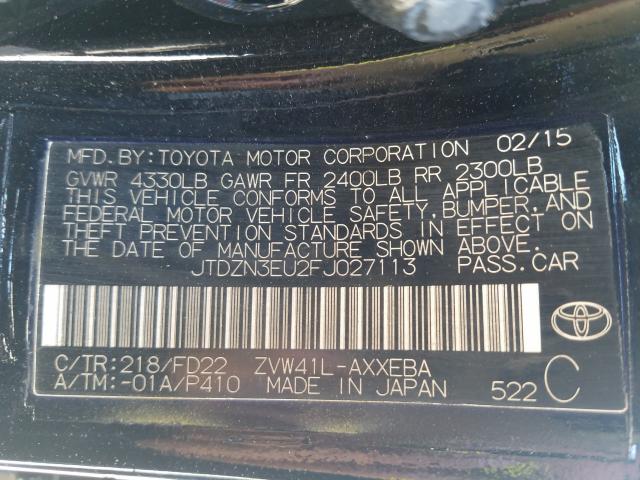 MFD. BY: TOYOTA MOTOR CORPORATION 02/15
GVWR 4330LB GAWR FR 2400LB RR 2300LB
THIS VEHICLE CONFORMS TO ALL APPLICABLE
FEDERAL MOTOR VEHICLE SAFETY, BUMPER, AND
THEFT PREVENTION STANDARDS IN EFFECT ON
THE DATE OF MANUFACTURE SHOWN ABOVE.
JTDZN3EU2FJ027113 PASS. CAR
C/TR: 218/FD22 ZVW41L-AXXEBA
A/TM: -01A/P410 MADE IN JAPAN 522 C